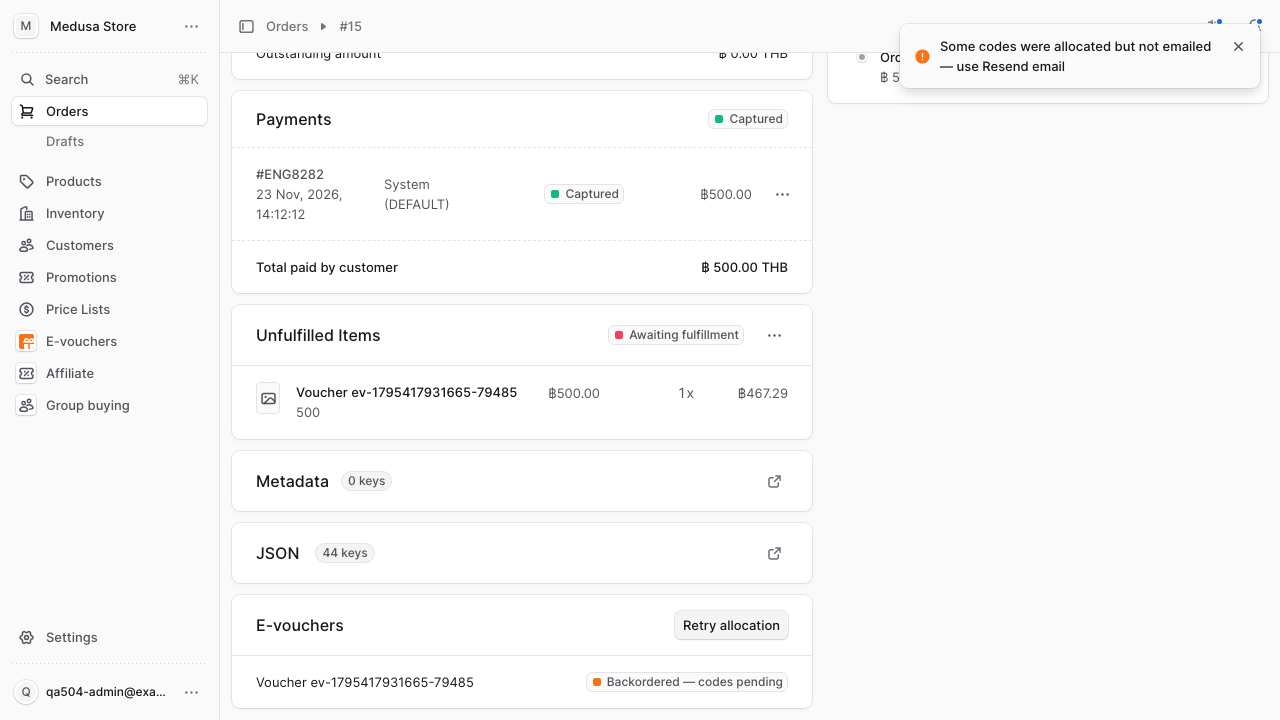 M
Medusa Store
Search
⌘K
Orders
Drafts
Products
Inventory
Customers
Promotions
Price Lists
E-vouchers
Affiliate
Group buying
Settings
Q
qa504-admin@exa...
Orders
#15
Some codes were allocated but not emailed
— use Resend email
Outstanding amount
฿ 0.00 THB
Payments
Captured
#ENG8282
23 Nov, 2026,
14:12:12
System
(DEFAULT)
Captured
฿500.00
Total paid by customer
฿ 500.00 THB
Unfulfilled Items
Awaiting fulfillment
Voucher ev-1795417931665-79485
500
฿500.00
1x
฿467.29
Metadata
0 keys
JSON
44 keys
E-vouchers
Retry allocation
Voucher ev-1795417931665-79485
Backordered — codes pending